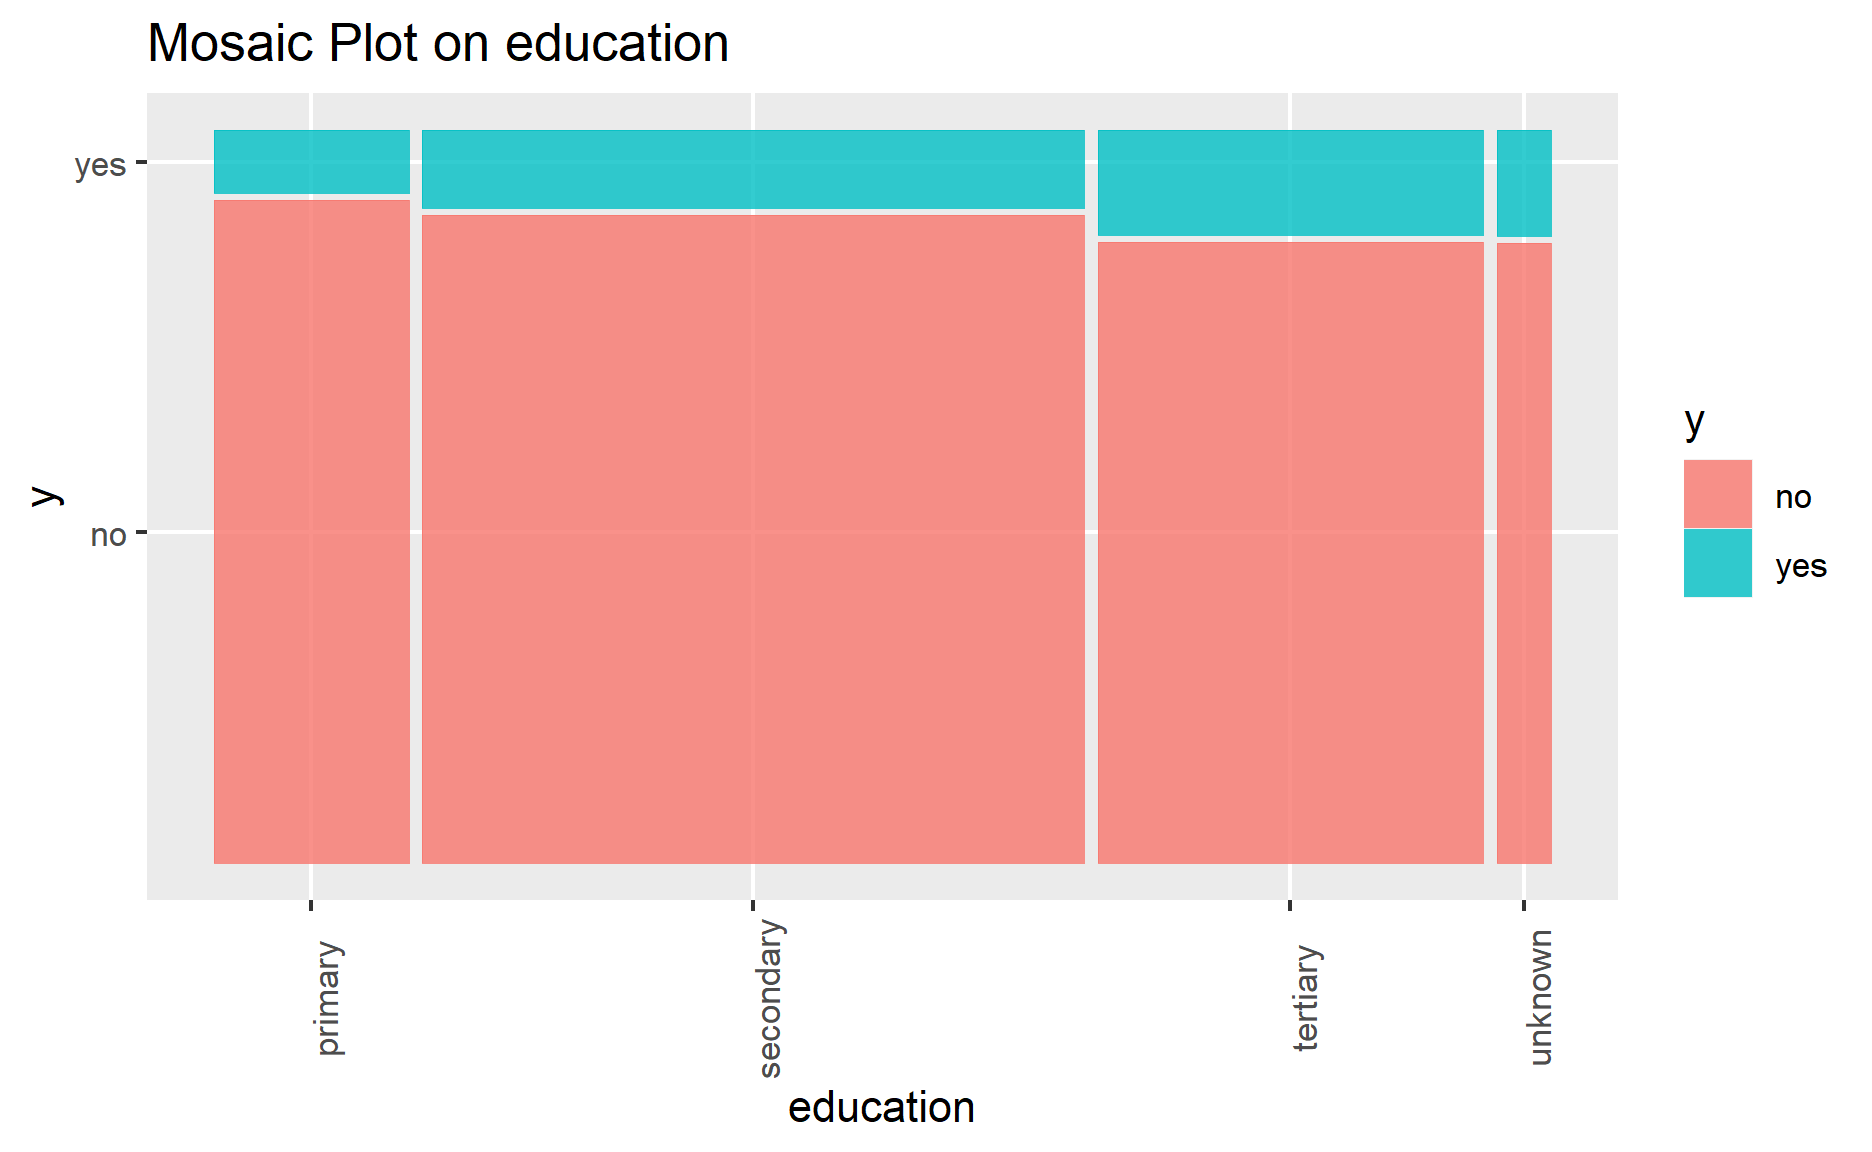 Mosaic Plot on education
yes
no
y
primary
secondary
tertiary
unknown
education
y
no
yes